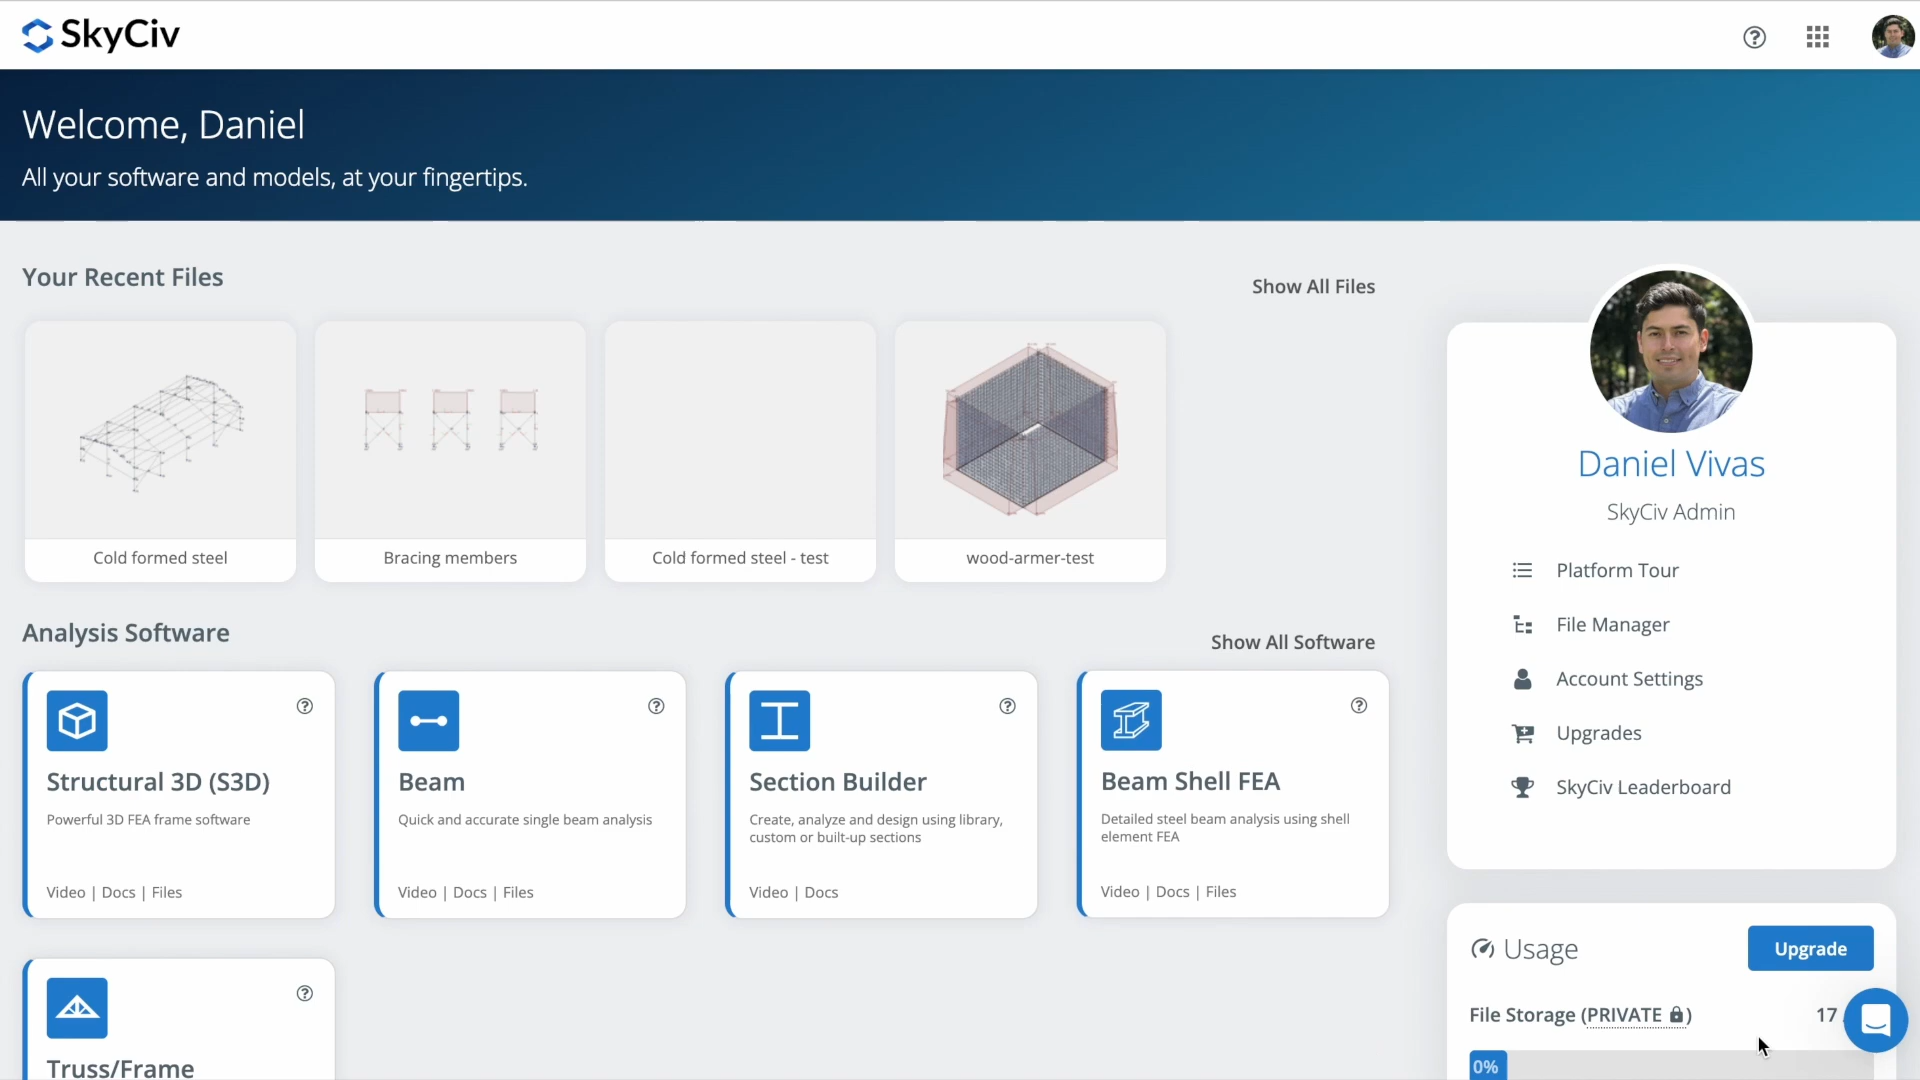 SkyCiv
Welcome, Daniel
All your software and models, at your fingertips.
Your Recent Files
Show All Files
Cold formed steel
Bracing members
Cold formed steel - test
wood-armer-test
Daniel Vivas
SkyCiv Admin
Platform Tour
File Manager
Account Settings
Upgrades
SkyCiv Leaderboard
Analysis Software
Show All Software
Structural 3D (S3D)
Powerful 3D FEA frame software
Video | Docs | Files
Beam
Quick and accurate single beam analysis
Video | Docs | Files
Section Builder
Create, analyze and design using library,
custom or built-up sections
Video | Docs
Beam Shell FEA
Detailed steel beam analysis using shell
element FEA
Video | Docs | Files
Truss/Frame
Usage
Upgrade
File Storage (PRIVATE)
17
0%